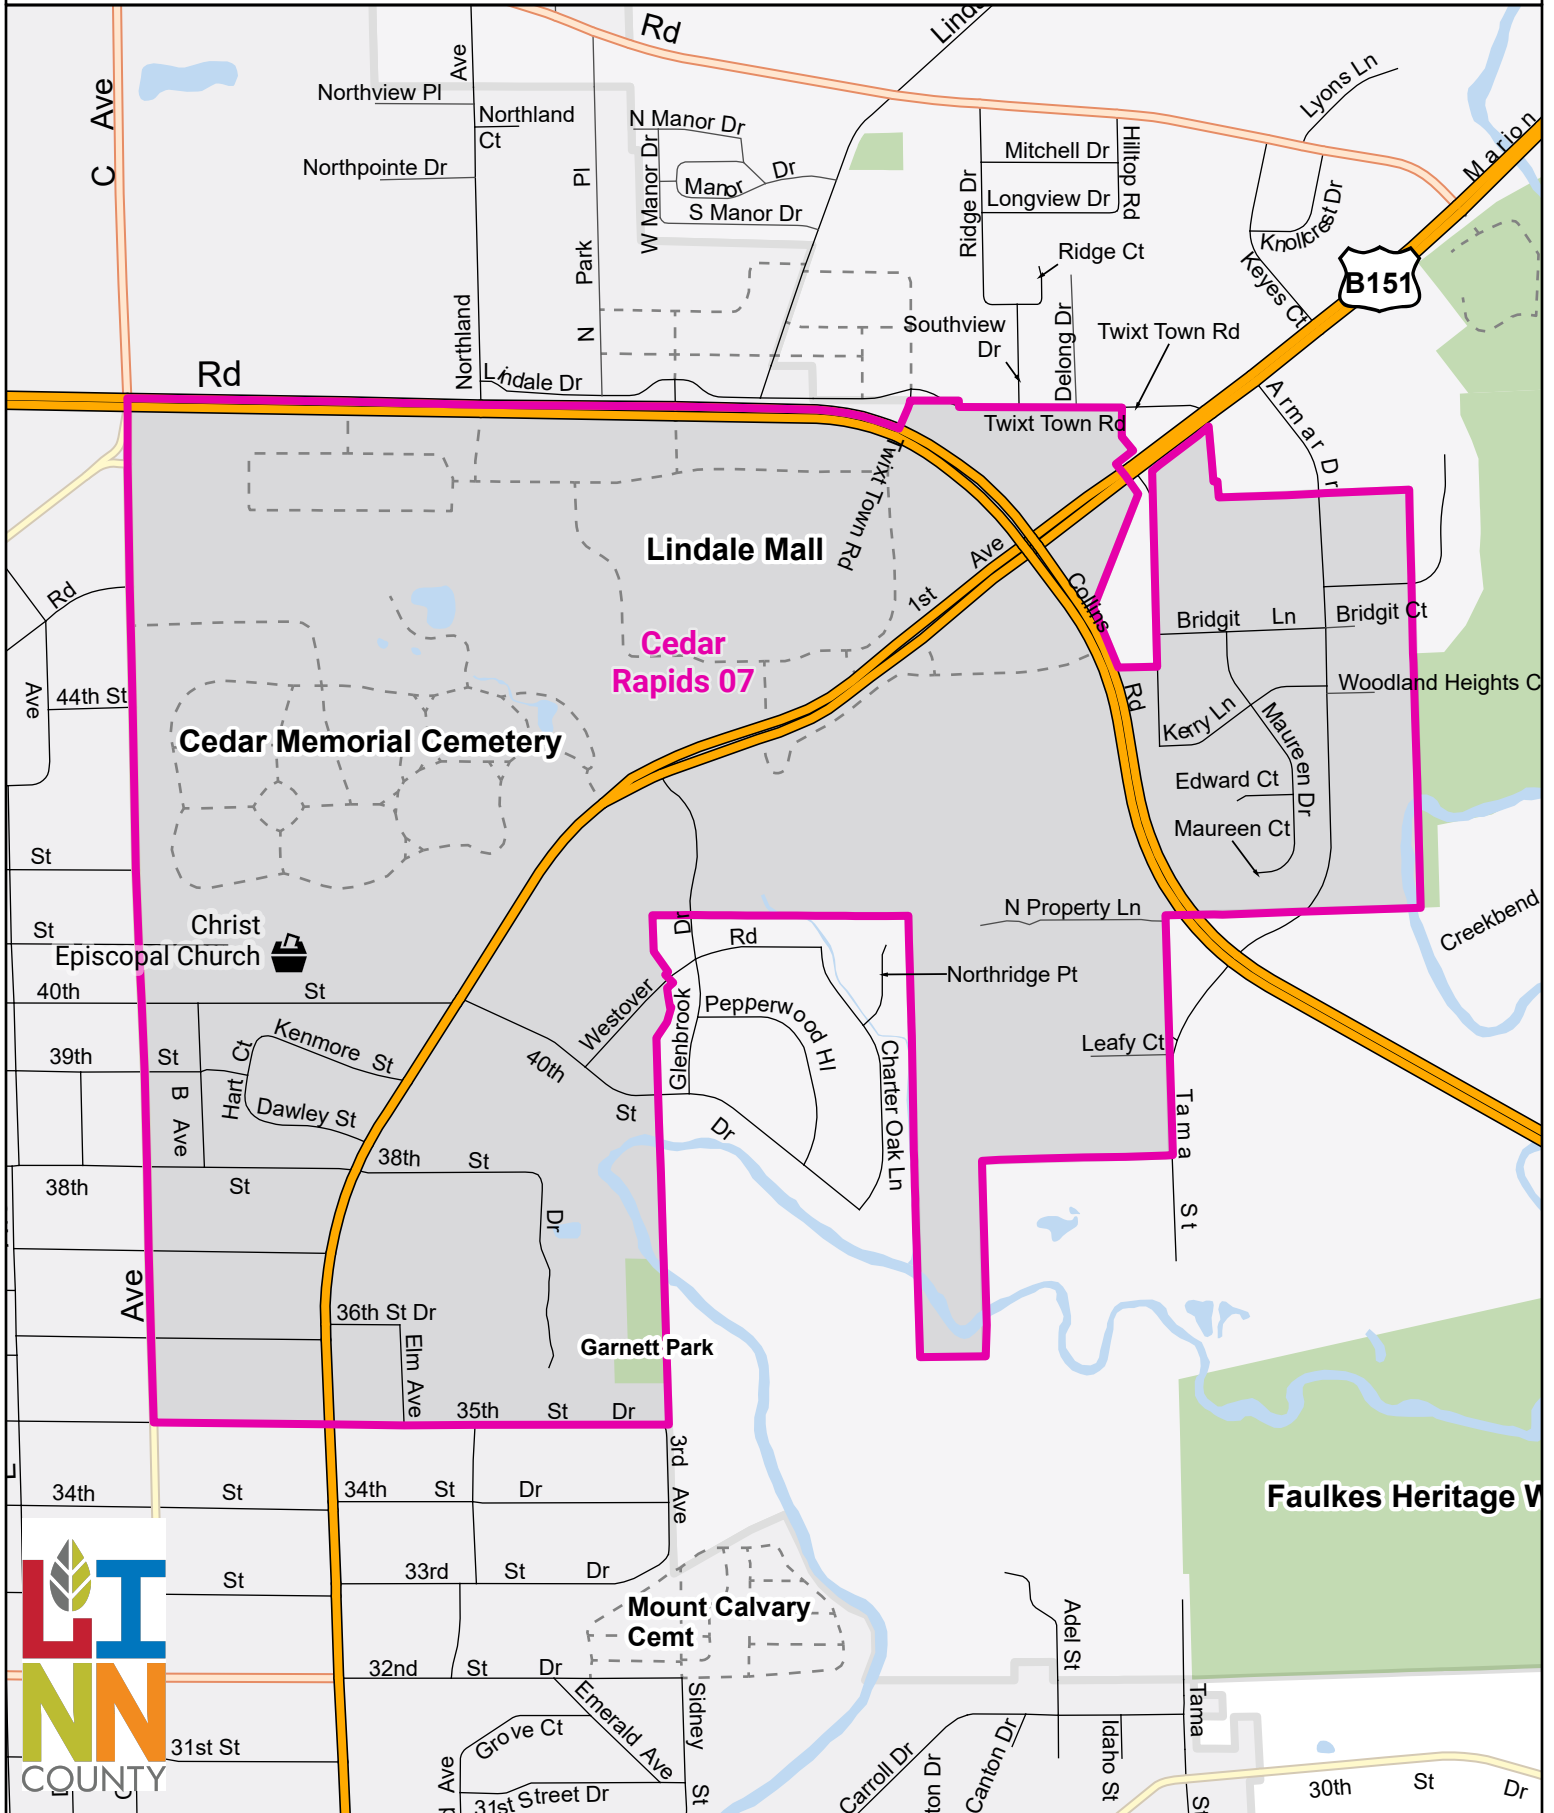 Rd
Lind
C Ave
Ave
Northview Pl
Northland
Ct
Northpointe Dr
N Park Pl
N Manor Dr
W Manor Dr
Manor Dr
S Manor Dr
Ridge Dr
Mitchell Dr
Longview Dr
Hilltop Rd
Ridge Ct
Lyons Ln
Marion
Knollcrest Dr
Keyes Ct
B151
Southview
Dr
Delong Dr
Twixt Town Rd
Northland
Lindale Dr
Rd
Twixt Town Rd
Armar Dr
Twixt Town Rd
Lindale Mall
1st Ave
Collins
Rd
Cedar
Rapids 07
Rd
Ave
44th St
Cedar Memorial Cemetery
Bridgit Ln
Bridgit Ct
Woodland Heights C
Kerry Ln
Maureen Dr
Edward Ct
Maureen Ct
St
St
Christ
Episcopal Church
N Property Ln
Creekbend
40th St
Dr
Rd
Northridge Pt
Westover
Glenbrook
Pepperwood Hl
Charter Oak Ln
Leafy Ct
39th St
B Ave
Hart Ct
Kenmore St
Dawley St
40th
St
Dr
Tama St
38th St
38th
St
Dr
Ave
36th St Dr
Elm Ave
Garnett Park
35th St Dr
3rd Ave
34th St
34th St Dr
Faulkes Heritage W
St
33rd St Dr
Mount Calvary
Cemt
Adel St
32nd St Dr
Emerald Ave
Sidney St
Tama
St
Grove Ct
Ave
31st St
31st Street Dr
Carroll Dr
ton Dr
Canton Dr
Idaho St
30th St Dr
LINN
COUNTY